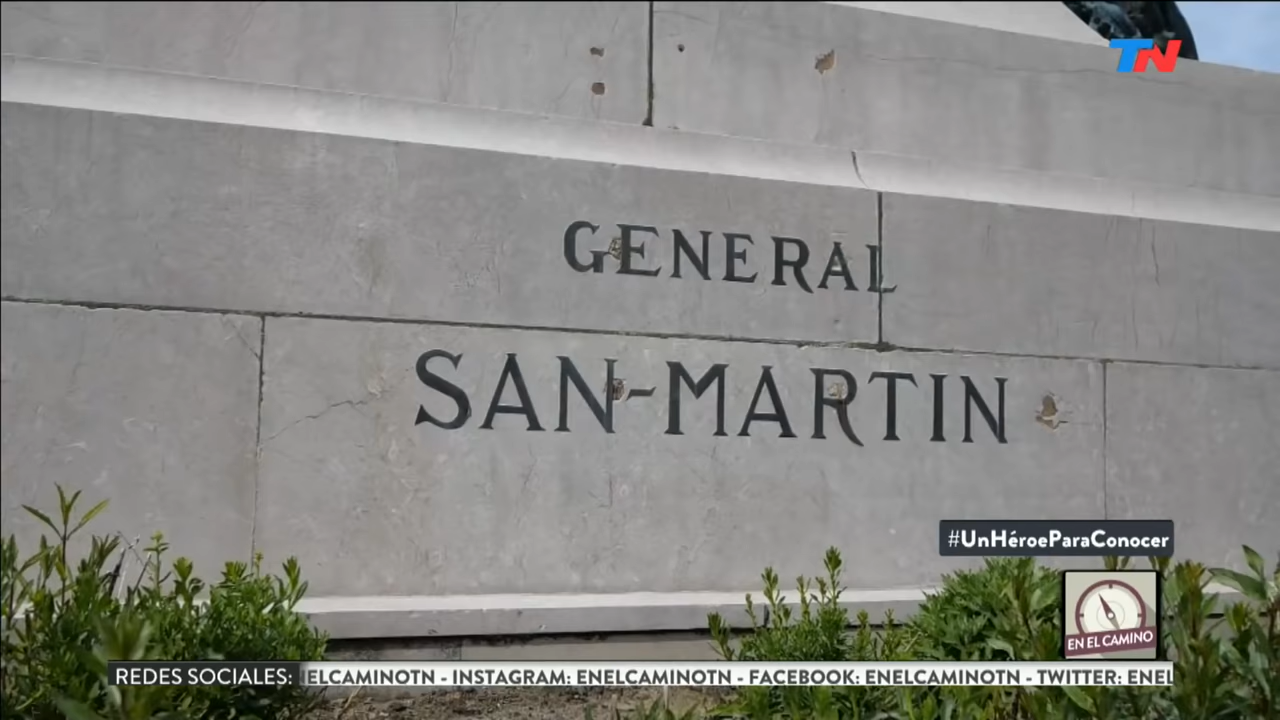 TN
GENERAL
SAN-MARTIN
#UnHéroeParaConocer
EN EL CAMINO
REDES SOCIALES: ELCAMINOTN - INSTAGRAM: ENELCAMINOTN - FACEBOOK: ENELCAMINOTN - TWITTER: ENEL